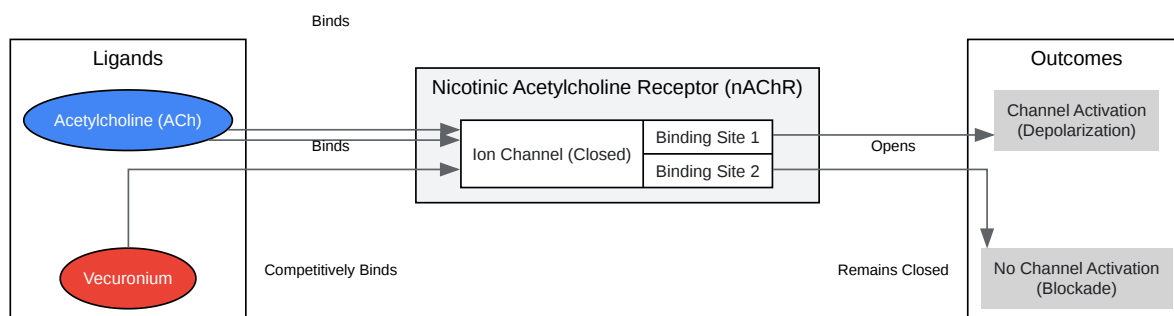 Binds
Ligands
Acetylcholine (ACh)
Binds
Vecuronium
Competitively Binds
Nicotinic Acetylcholine Receptor (nAChR)
Ion Channel (Closed)
Binding Site 1
Binding Site 2
Opens
Remains Closed
Outcomes
Channel Activation
(Depolarization)
No Channel Activation
(Blockade)